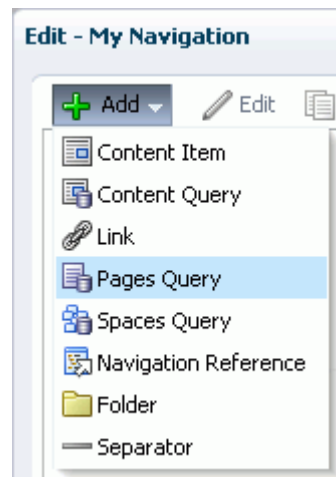 Edit - My Navigation
Add
Edit
Content Item
Content Query
Link
Pages Query
Spaces Query
Navigation Reference
Folder
Separator